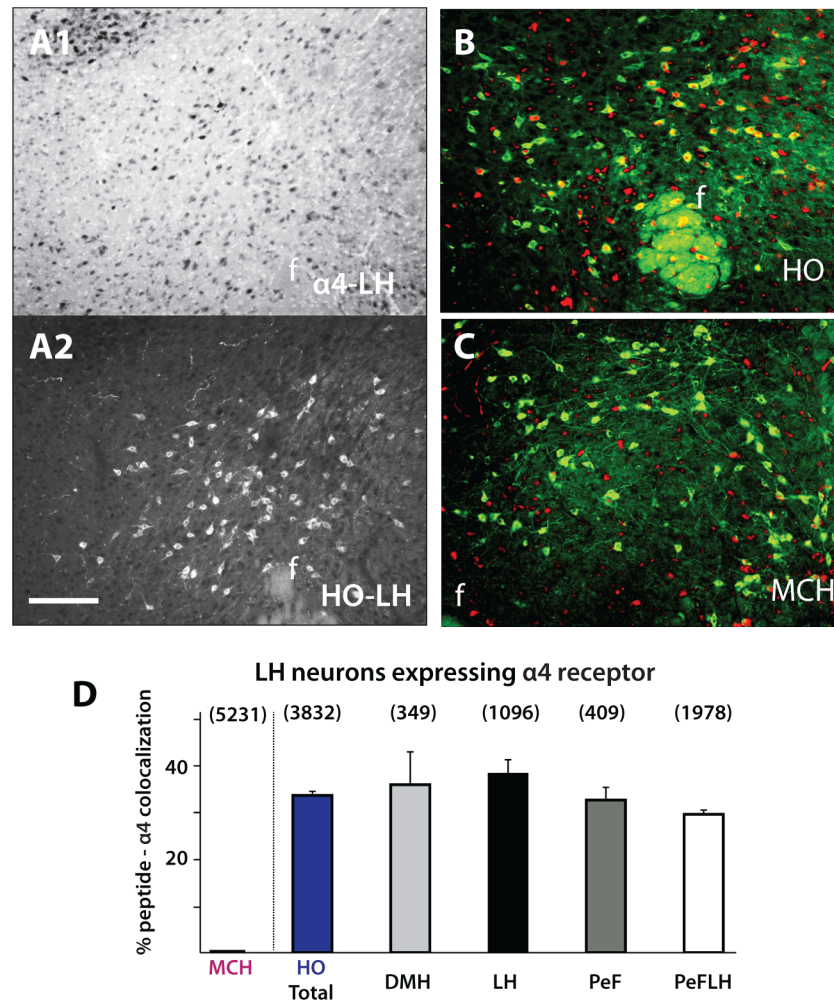 A1
f
α4-LH
A2
f
HO-LH
B
f
HO
C
f
MCH
D
LH neurons expressing α4 receptor
% peptide - α4 colocalization
(5231) (3832) (349) (1096) (409) (1978)
40
20
MCH HO DMH LH PeF PeFLH
Total